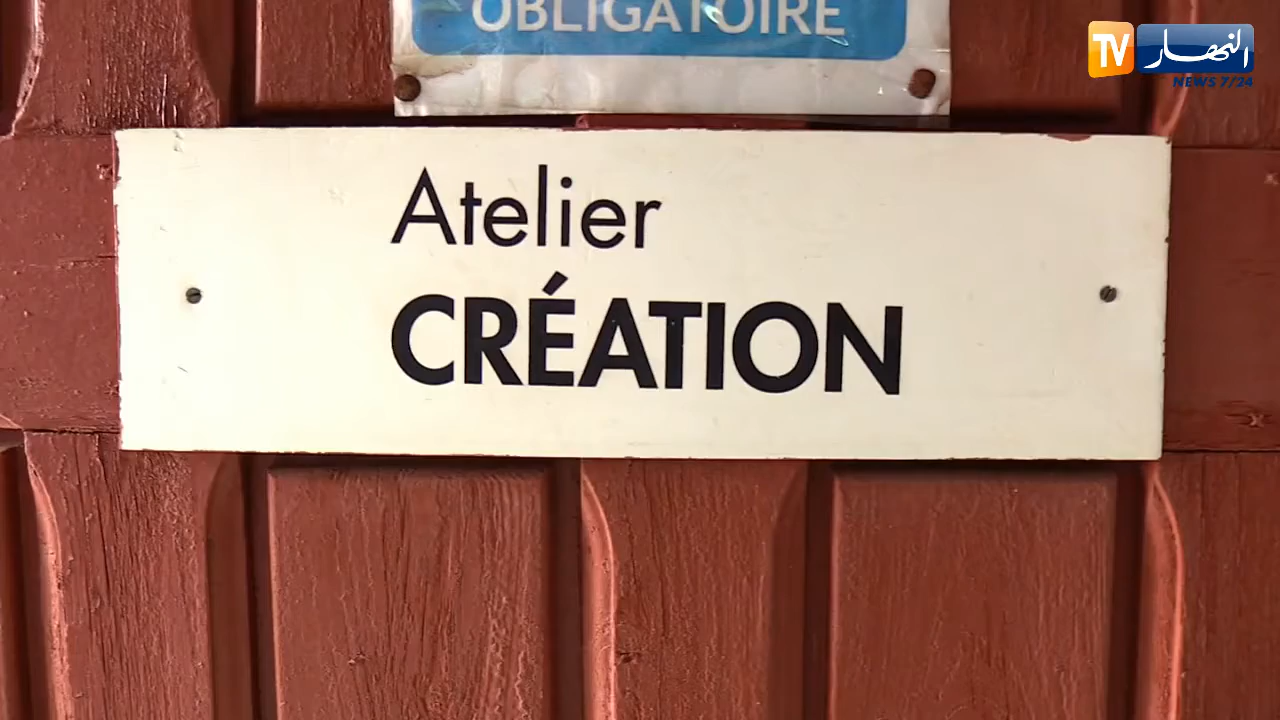 OBLIGATOIRE
TV النهار
NEWS 7/24
Atelier
CRÉATION